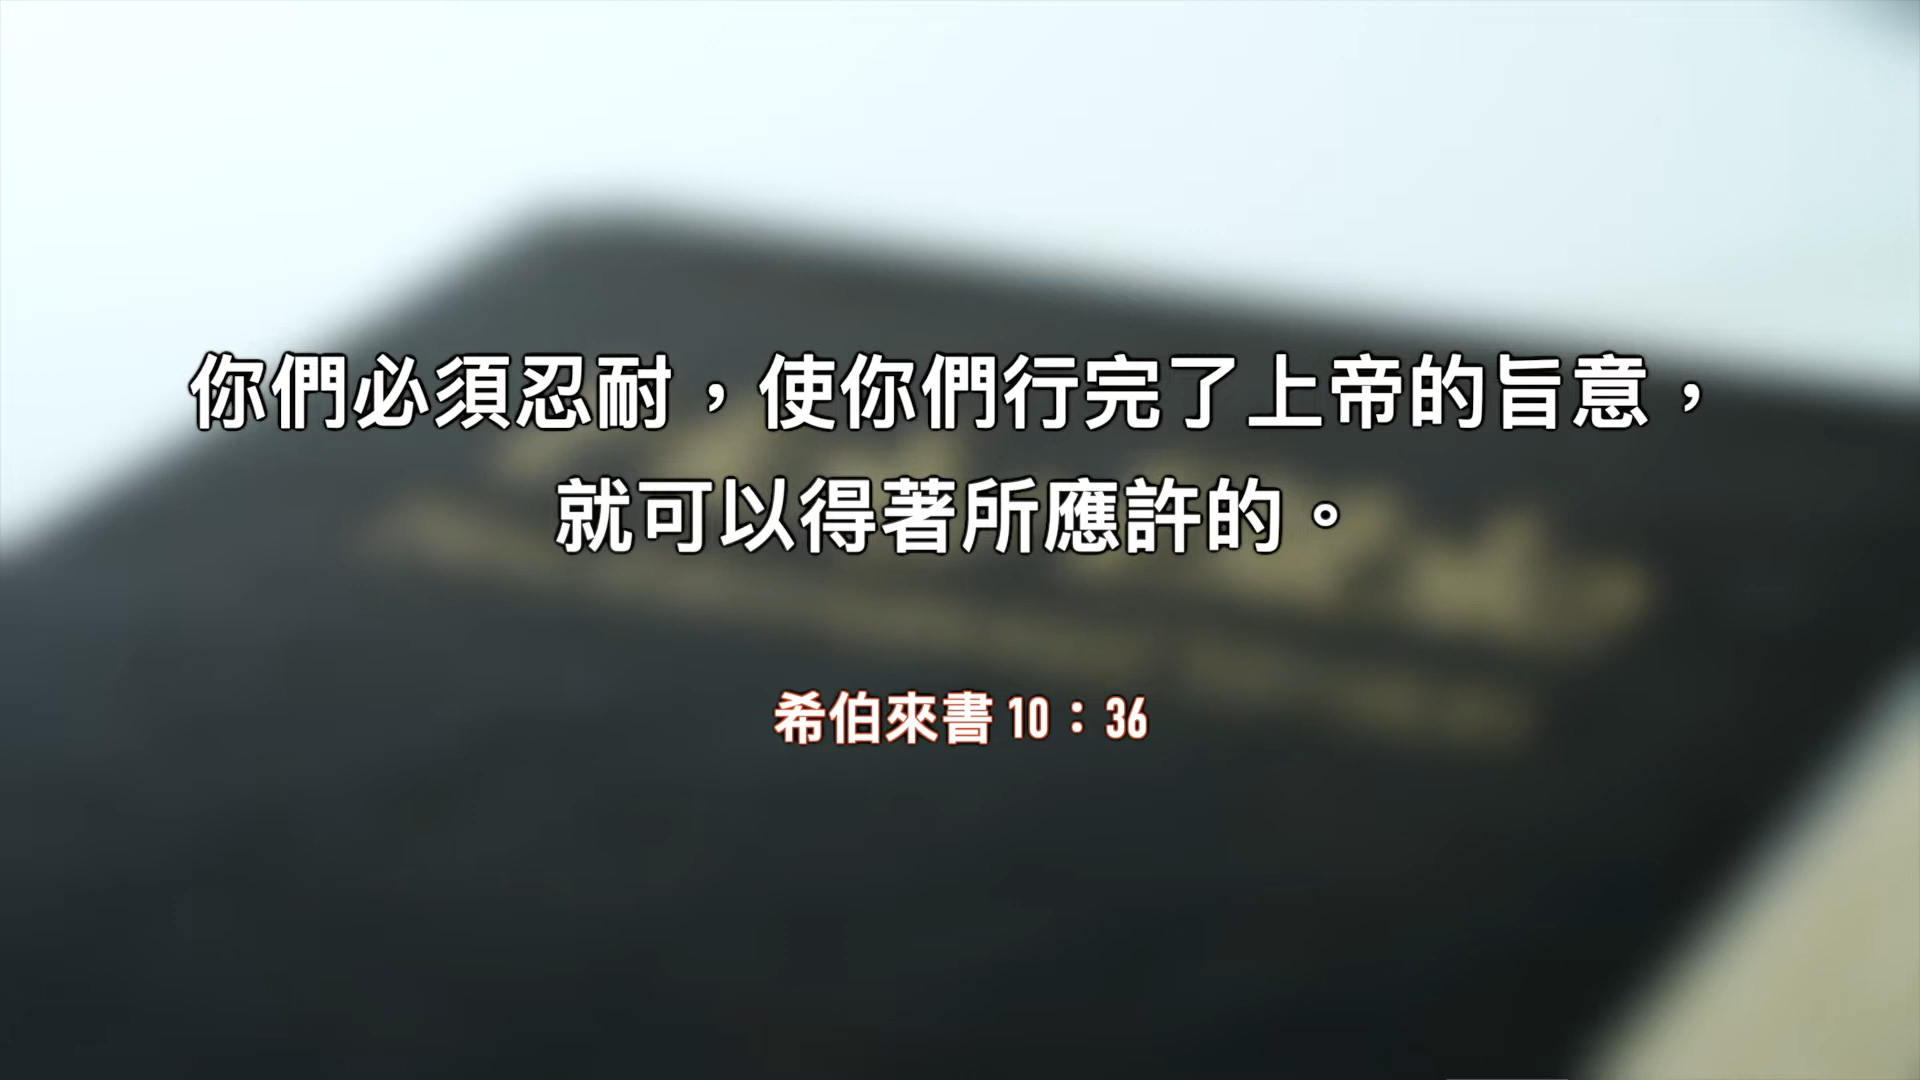 你們必須忍耐，使你們行完了上帝的旨意，
就可以得著所應許的。
希伯來書 10：36